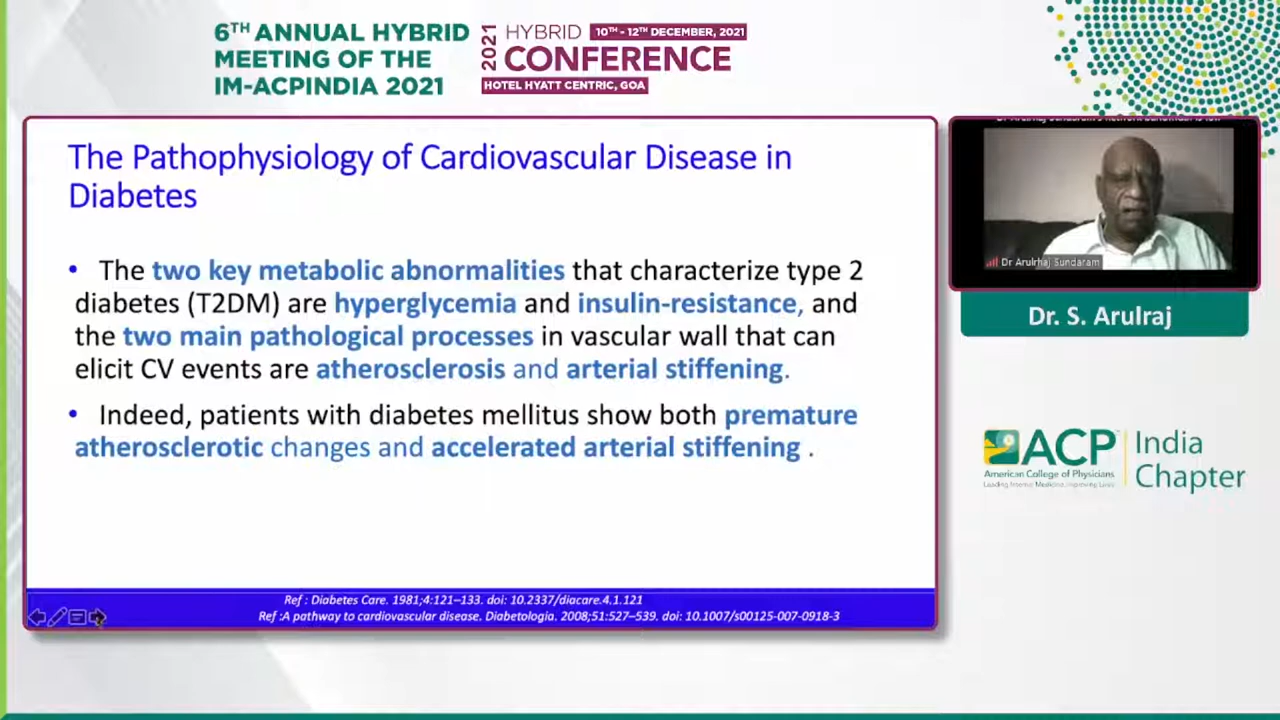 6TH ANNUAL HYBRID
MEETING OF THE
IM-ACPINDIA 2021
2021
HYBRID 10TH - 12TH DECEMBER, 2021
CONFERENCE
HOTEL HYATT CENTRIC, GOA
The Pathophysiology of Cardiovascular Disease in
Diabetes
• The two key metabolic abnormalities that characterize type 2
diabetes (T2DM) are hyperglycemia and insulin-resistance, and
the two main pathological processes in vascular wall that can
elicit CV events are atherosclerosis and arterial stiffening.
• Indeed, patients with diabetes mellitus show both premature
atherosclerotic changes and accelerated arterial stiffening .
Ref : Diabetes Care. 1981;4:121–133. doi: 10.2337/diacare.4.1.121
Ref :A pathway to cardiovascular disease. Diabetologia. 2008;51:527–539. doi: 10.1007/s00125-007-0918-3
Dr Arulrhaj Sundaram
Dr. S. Arulraj
ACP
American College of Physicians
Leading Internal Medicine, Improving Lives
India
Chapter